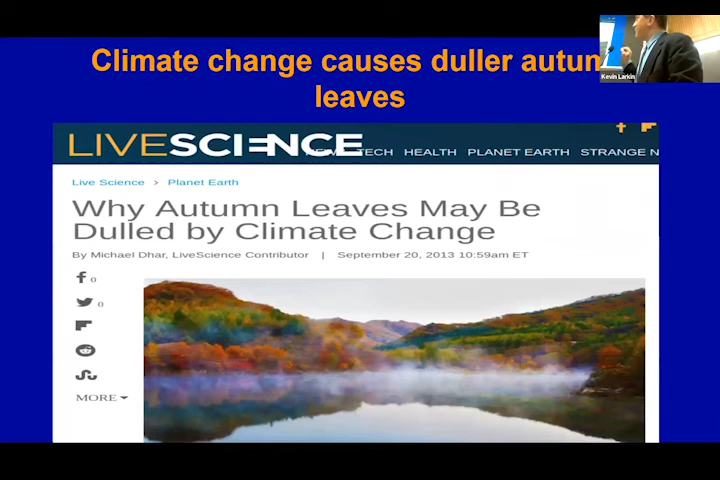 Climate change causes duller autum
leaves
Kevin Larkin
LIVESCIENCE
TECH HEALTH PLANET EARTH STRANGE N
Live Science > Planet Earth
Why Autumn Leaves May Be
Dulled by Climate Change
By Michael Dhar, LiveScience Contributor | September 20, 2013 10:59am ET
0
0
MORE